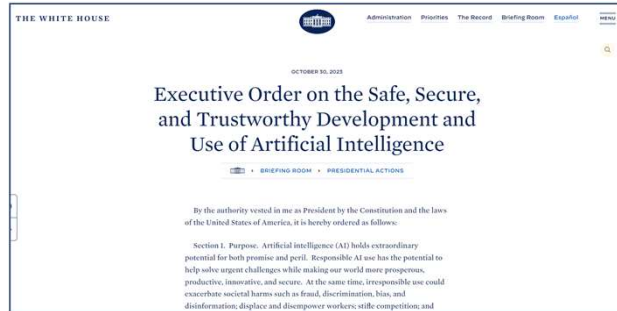 THE WHITE HOUSE
Administration Priorities The Record Briefing Room Español MENU
OCTOBER 30, 2023
Executive Order on the Safe, Secure,
and Trustworthy Development and
Use of Artificial Intelligence
BRIEFING ROOM PRESIDENTIAL ACTIONS
By the authority vested in me as President by the Constitution and the laws
of the United States of America, it is hereby ordered as follows:
Section 1. Purpose. Artificial intelligence (AI) holds extraordinary
potential for both promise and peril. Responsible AI use has the potential to
help solve urgent challenges while making our world more prosperous,
productive, innovative, and secure. At the same time, irresponsible use could
exacerbate societal harms such as fraud, discrimination, bias, and
disinformation; displace and disempower workers; stifle competition; and